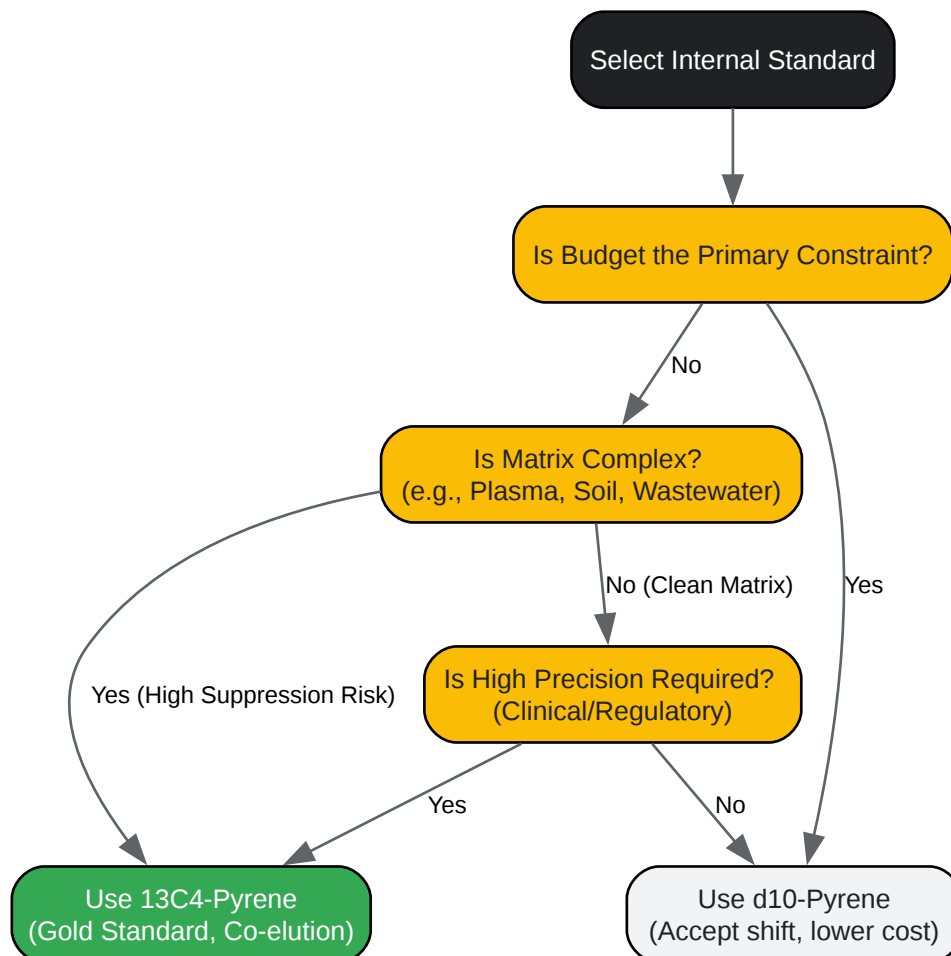 Select Internal Standard
Is Budget the Primary Constraint?
No
Is Matrix Complex?
(e.g., Plasma, Soil, Wastewater)
No (Clean Matrix)
Yes
Is High Precision Required?
(Clinical/Regulatory)
Yes (High Suppression Risk)
Yes
No
Use 13C4-Pyrene
(Gold Standard, Co-elution)
Use d10-Pyrene
(Accept shift, lower cost)